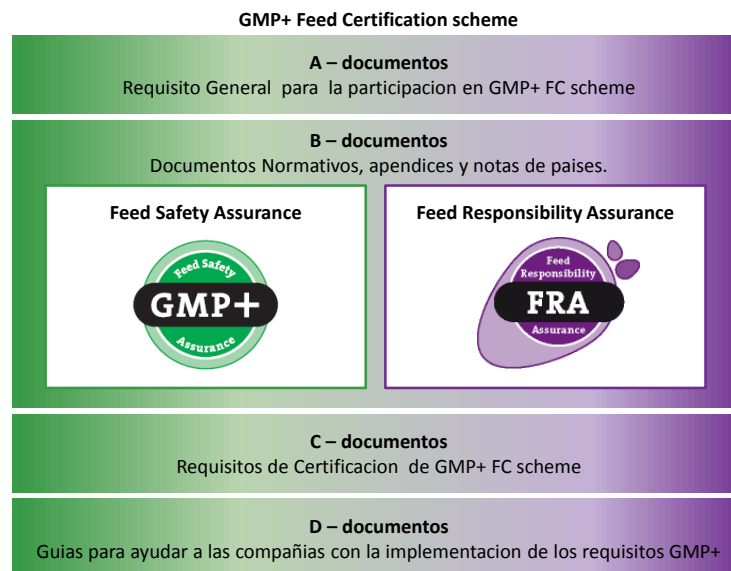 GMP+ Feed Certification scheme
A – documentos
Requisito General para la participacion en GMP+ FC scheme
B – documentos
Documentos Normativos, apendices y notas de paises.
Feed Safety Assurance
Feed Safety
GMP+
Assurance
Feed Responsibility Assurance
Feed
Responsibility
FRA
Assurance
C – documentos
Requisitos de Certificacion de GMP+ FC scheme
D – documentos
Guias para ayudar a las compañias con la implementacion de los requisitos GMP+